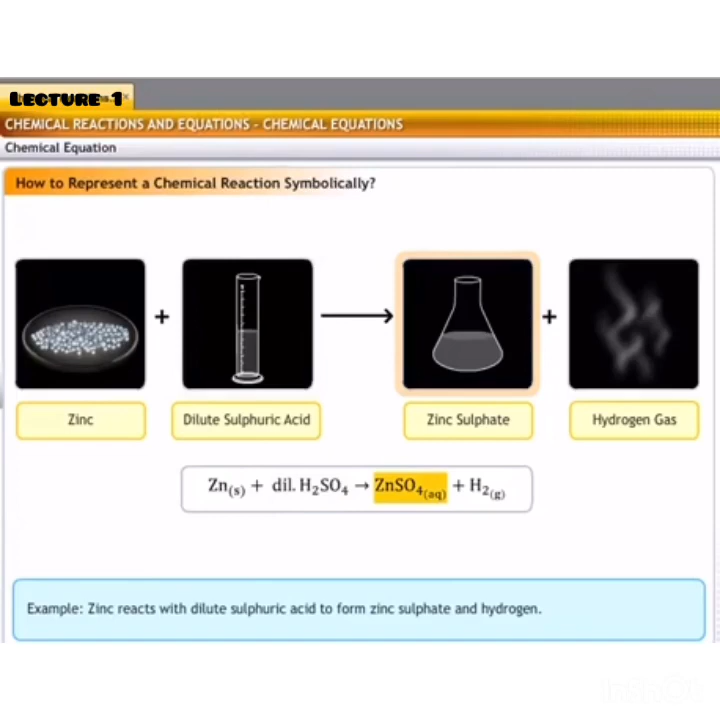 Lecture 1
CHEMICAL REACTIONS AND EQUATIONS - CHEMICAL EQUATIONS
Chemical Equation
How to Represent a Chemical Reaction Symbolically?
+ → +
Zinc Dilute Sulphuric Acid Zinc Sulphate Hydrogen Gas
Zn(s) + dil. H₂SO₄ → ZnSO₄(aq) + H₂(g)
Example: Zinc reacts with dilute sulphuric acid to form zinc sulphate and hydrogen.